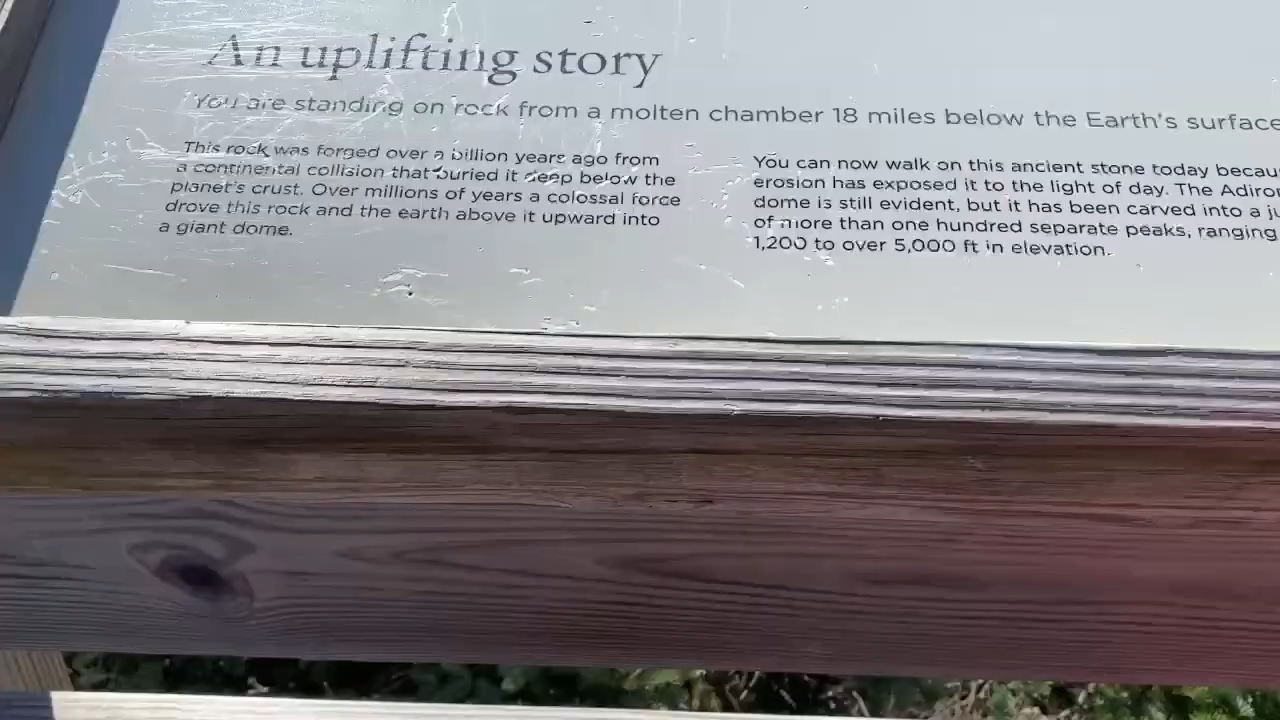 An uplifting story
You are standing on rock from a molten chamber 18 miles below the Earth's surface
This rock was forged over a billion years ago from
a continental collision that buried it deep below the
planet's crust. Over millions of years a colossal force
drove this rock and the earth above it upward into
a giant dome.
You can now walk on this ancient stone today becau
erosion has exposed it to the light of day. The Adiron
dome is still evident, but it has been carved into a ju
of more than one hundred separate peaks, ranging
1,200 to over 5,000 ft in elevation.